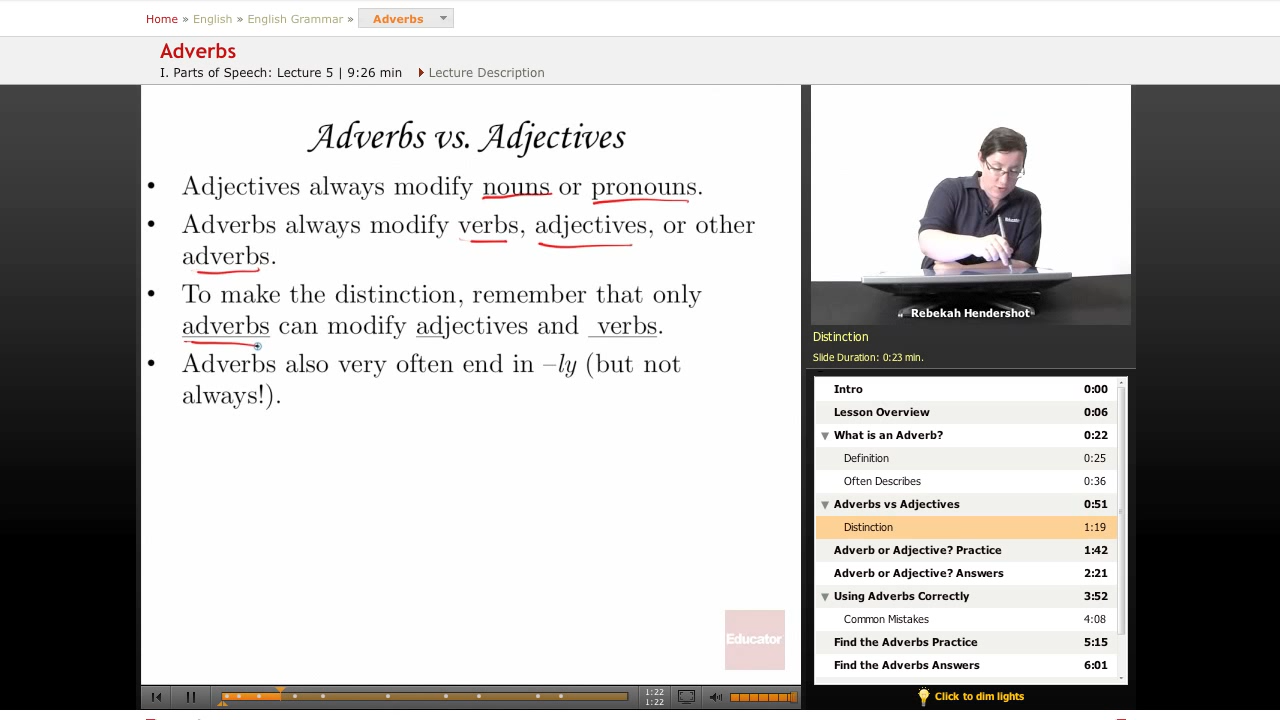 Home » English » English Grammar » Adverbs
Adverbs
I. Parts of Speech: Lecture 5 | 9:26 min Lecture Description
Adverbs vs. Adjectives
• Adjectives always modify nouns or pronouns.
• Adverbs always modify verbs, adjectives, or other
adverbs.
• To make the distinction, remember that only
adverbs can modify adjectives and verbs.
• Adverbs also very often end in –ly (but not
always!).
Educator
1:22
1:22
Rebekah Hendershot
Distinction
Slide Duration: 0:23 min.
Intro 0:00
Lesson Overview 0:06
What is an Adverb? 0:22
Definition 0:25
Often Describes 0:36
Adverbs vs Adjectives 0:51
Distinction 1:19
Adverb or Adjective? Practice 1:42
Adverb or Adjective? Answers 2:21
Using Adverbs Correctly 3:52
Common Mistakes 4:08
Find the Adverbs Practice 5:15
Find the Adverbs Answers 6:01
Click to dim lights